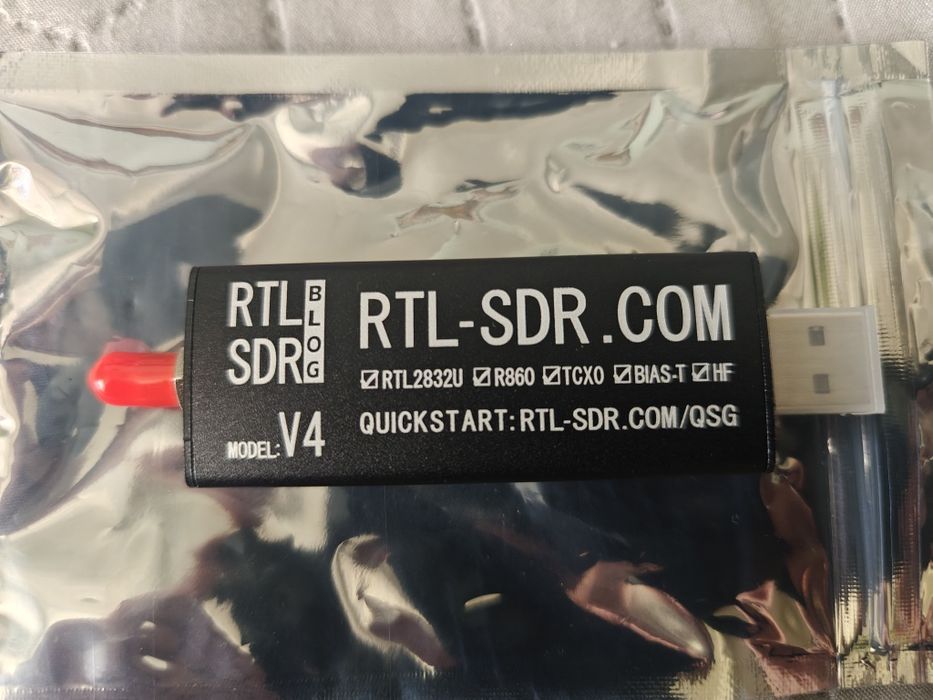 RTL
SDR
BLOG
MODEL:V4
RTL-SDR.COM
☑RTL2832U ☑R860 ☑TCXO ☑BIAS-T ☑HF
QUICKSTART:RTL-SDR.COM/QSG